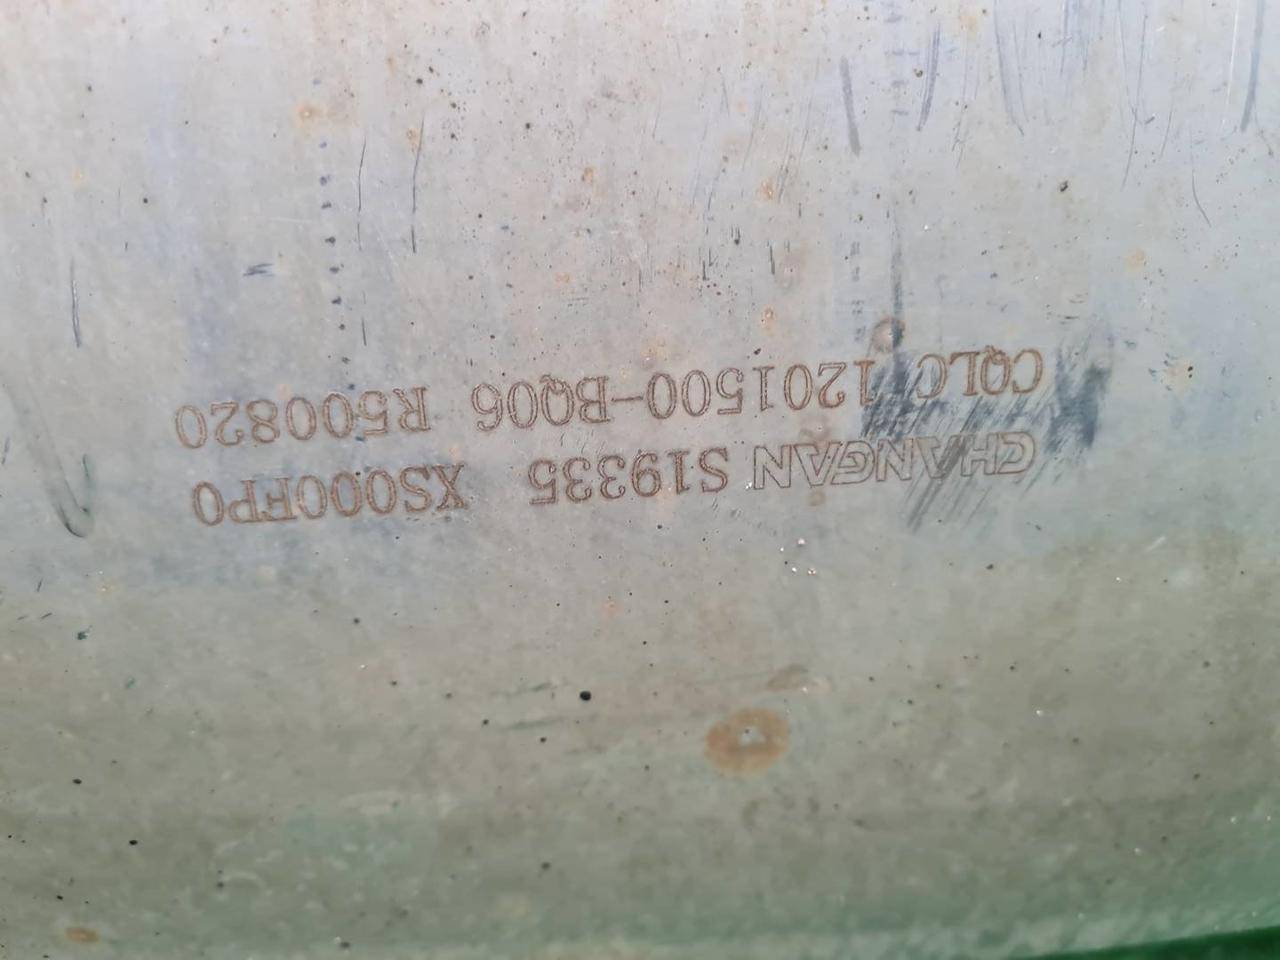 CHANGAN S19335 XS000FP0
CQLC 1201500-BQ06 R500820